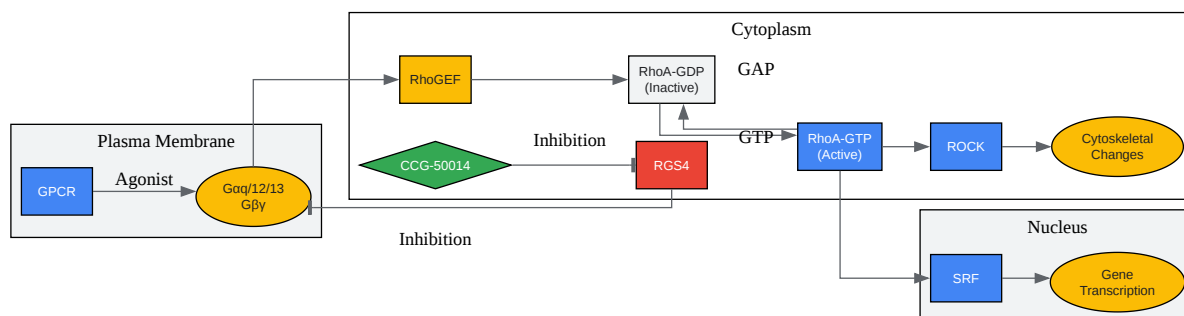 Cytoplasm
RhoGEF
RhoA-GDP
(Inactive)
GAP
Plasma Membrane
GPCR
Agonist
Gαq/12/13
Gβγ
CCG-50014
Inhibition
RGS4
GTP
RhoA-GTP
(Active)
ROCK
Cytoskeletal
Changes
Inhibition
Nucleus
SRF
Gene
Transcription